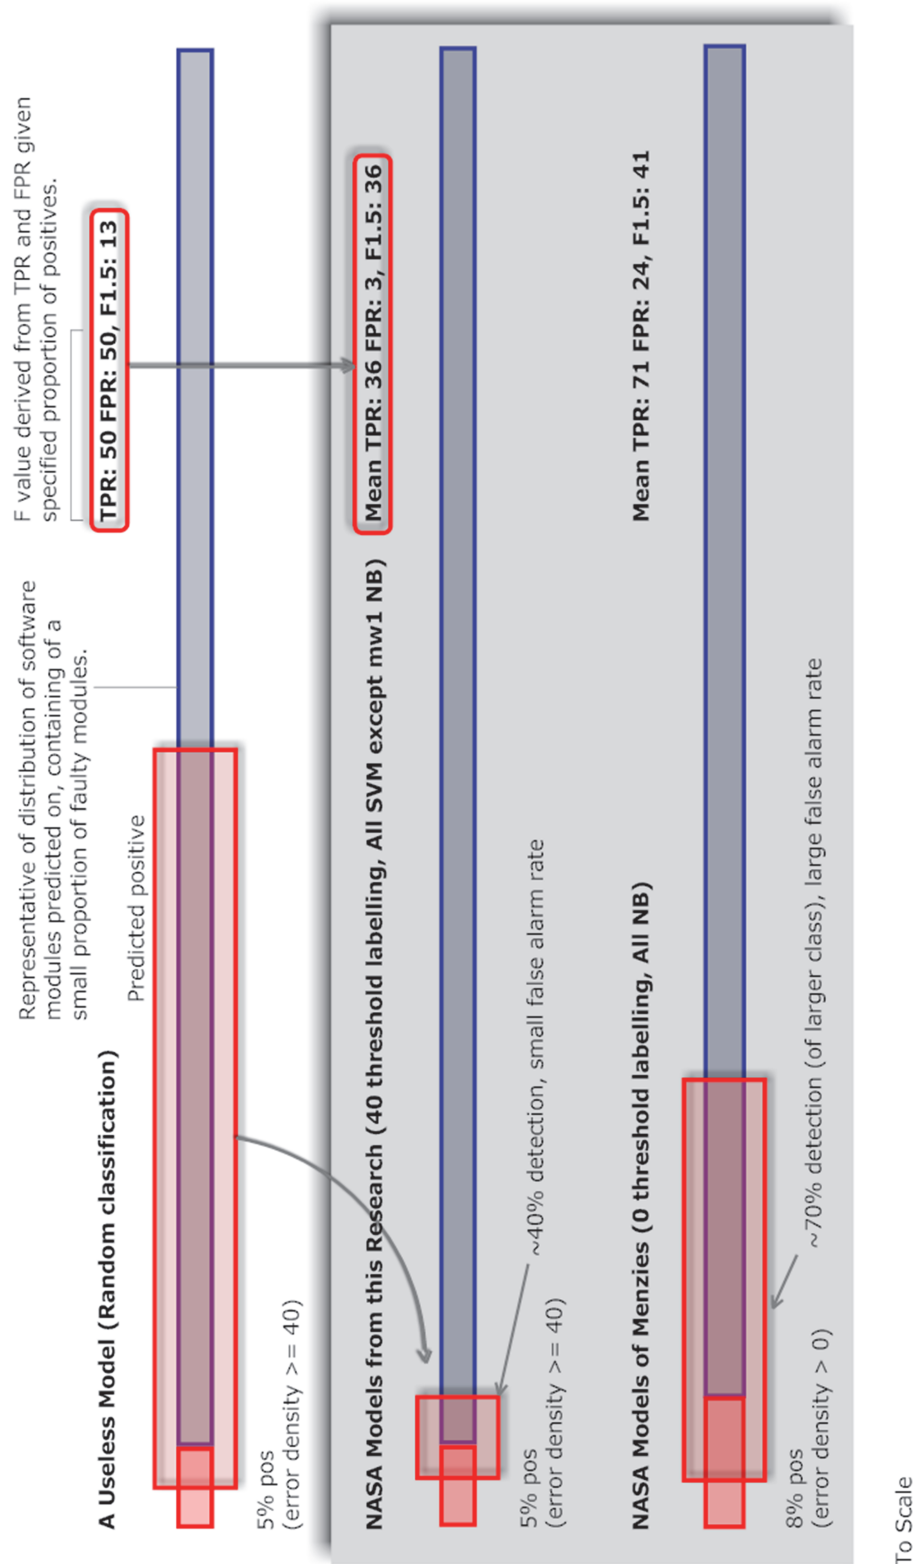 Representative of distribution of software
modules predicted on, containing of a
small proportion of faulty modules.
F value derived from TPR and FPR given
specified proportion of positives.
A Useless Model (Random classification)
TPR: 50 FPR: 50, F1.5: 13
Predicted positive
5% pos
(error density >= 40)
NASA Models from this Research (40 threshold labelling, All SVM except mw1 NB)
Mean TPR: 36 FPR: 3, F1.5: 36
5% pos
(error density >= 40)
~40% detection, small false alarm rate
NASA Models of Menzies (0 threshold labelling, All NB)
Mean TPR: 71 FPR: 24, F1.5: 41
8% pos
(error density > 0)
~70% detection (of larger class), large false alarm rate
To Scale